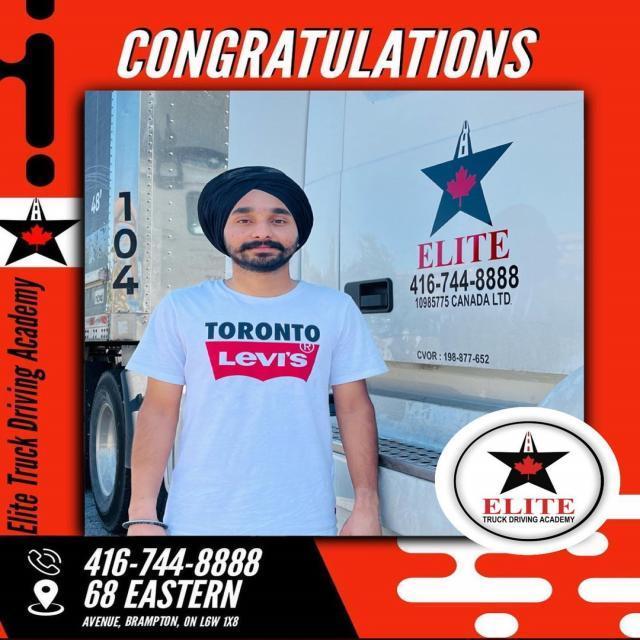 CONGRATULATIONS
48'
104
ELITE
416-744-8888
10985775 CANADA LTD
CVOR : 198-877-652
TORONTO
LEVI'S®
Elite Truck Driving Academy
ELITE
TRUCK DRIVING ACADEMY
416-744-8888
68 EASTERN
AVENUE, BRAMPTON, ON L6W 1X8